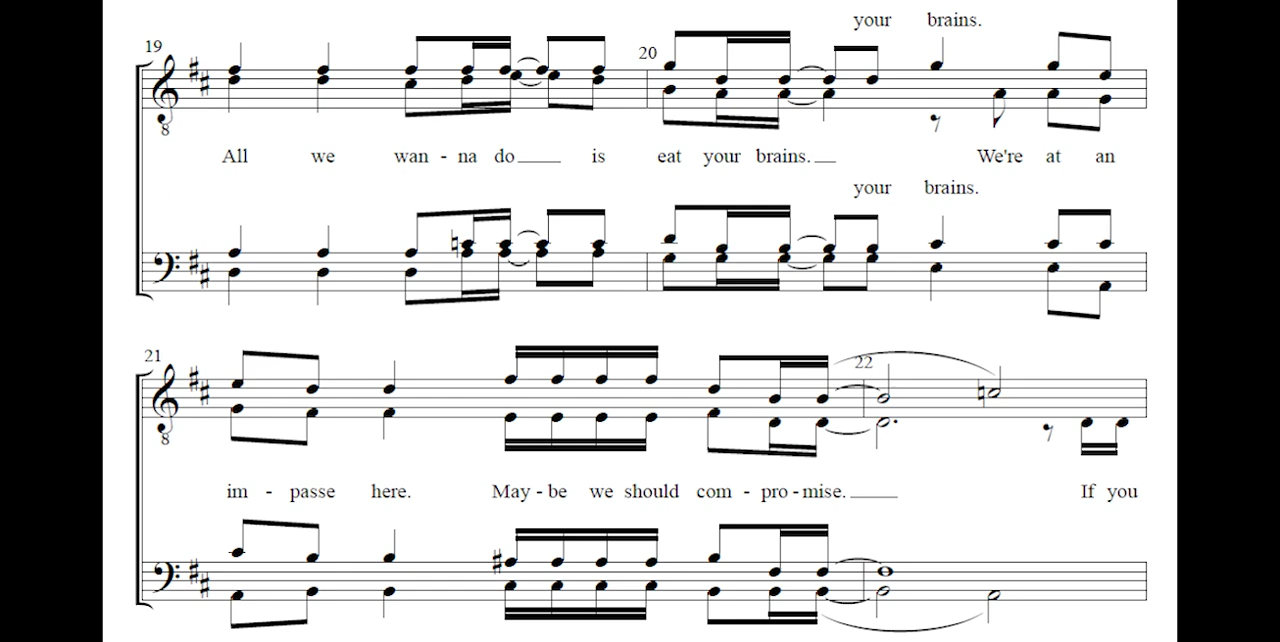 your brains.
19
20
8
All we wan - na do is eat your brains. We're at an
your brains.
21
22
8
im - passe here. May - be we should com - pro - mise. If you